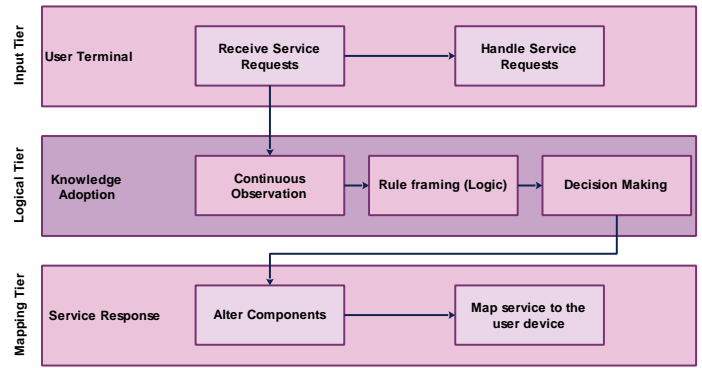 Input Tier
User Terminal
Receive Service
Requests
Handle Service
Requests
Logical Tier
Knowledge
Adoption
Continuous
Observation
Rule framing (Logic)
Decision Making
Mapping Tier
Service Response
Alter Components
Map service to the
user device